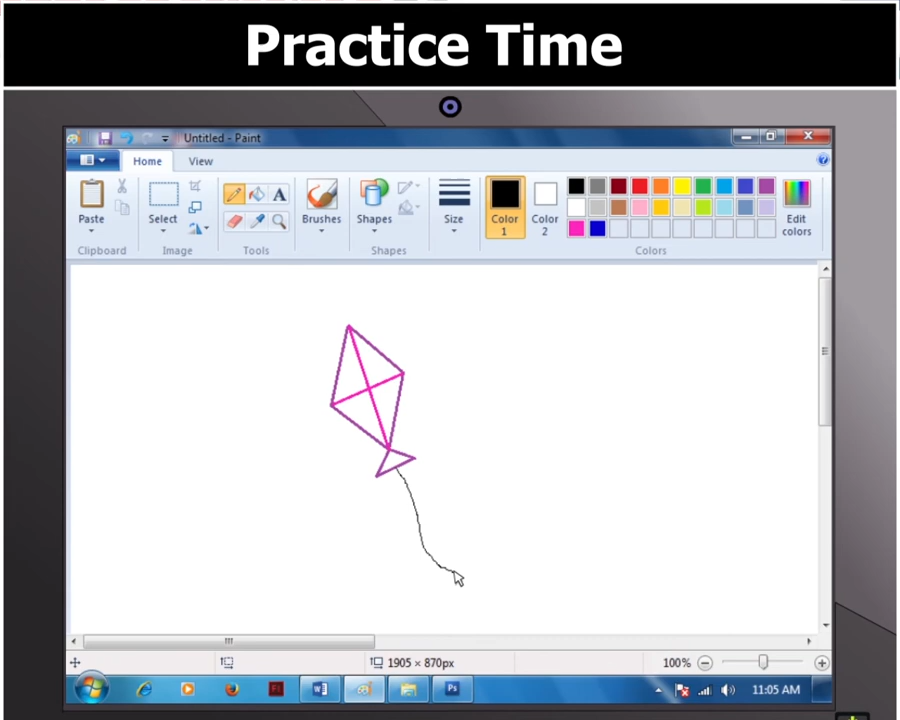 Practice Time
Untitled - Paint
Home View
Paste Select Brushes Shapes Size Color 1 Color 2 Edit colors
Clipboard Image Tools Shapes Colors
1905 × 870px 100%
11:05 AM